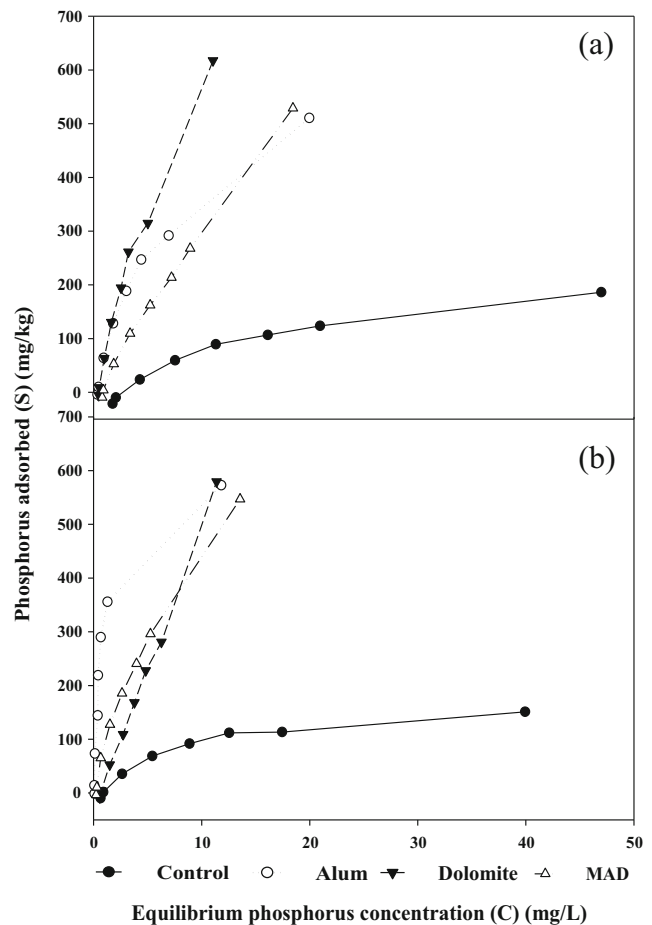 700
(a)
600
500
400
300
200
100
0
700
(b)
600
500
400
300
200
100
0
Phosphorus adsorbed (S) (mg/kg)
0 10 20 30 40 50
Control Alum Dolomite MAD
Equilibrium phosphorus concentration (C) (mg/L)